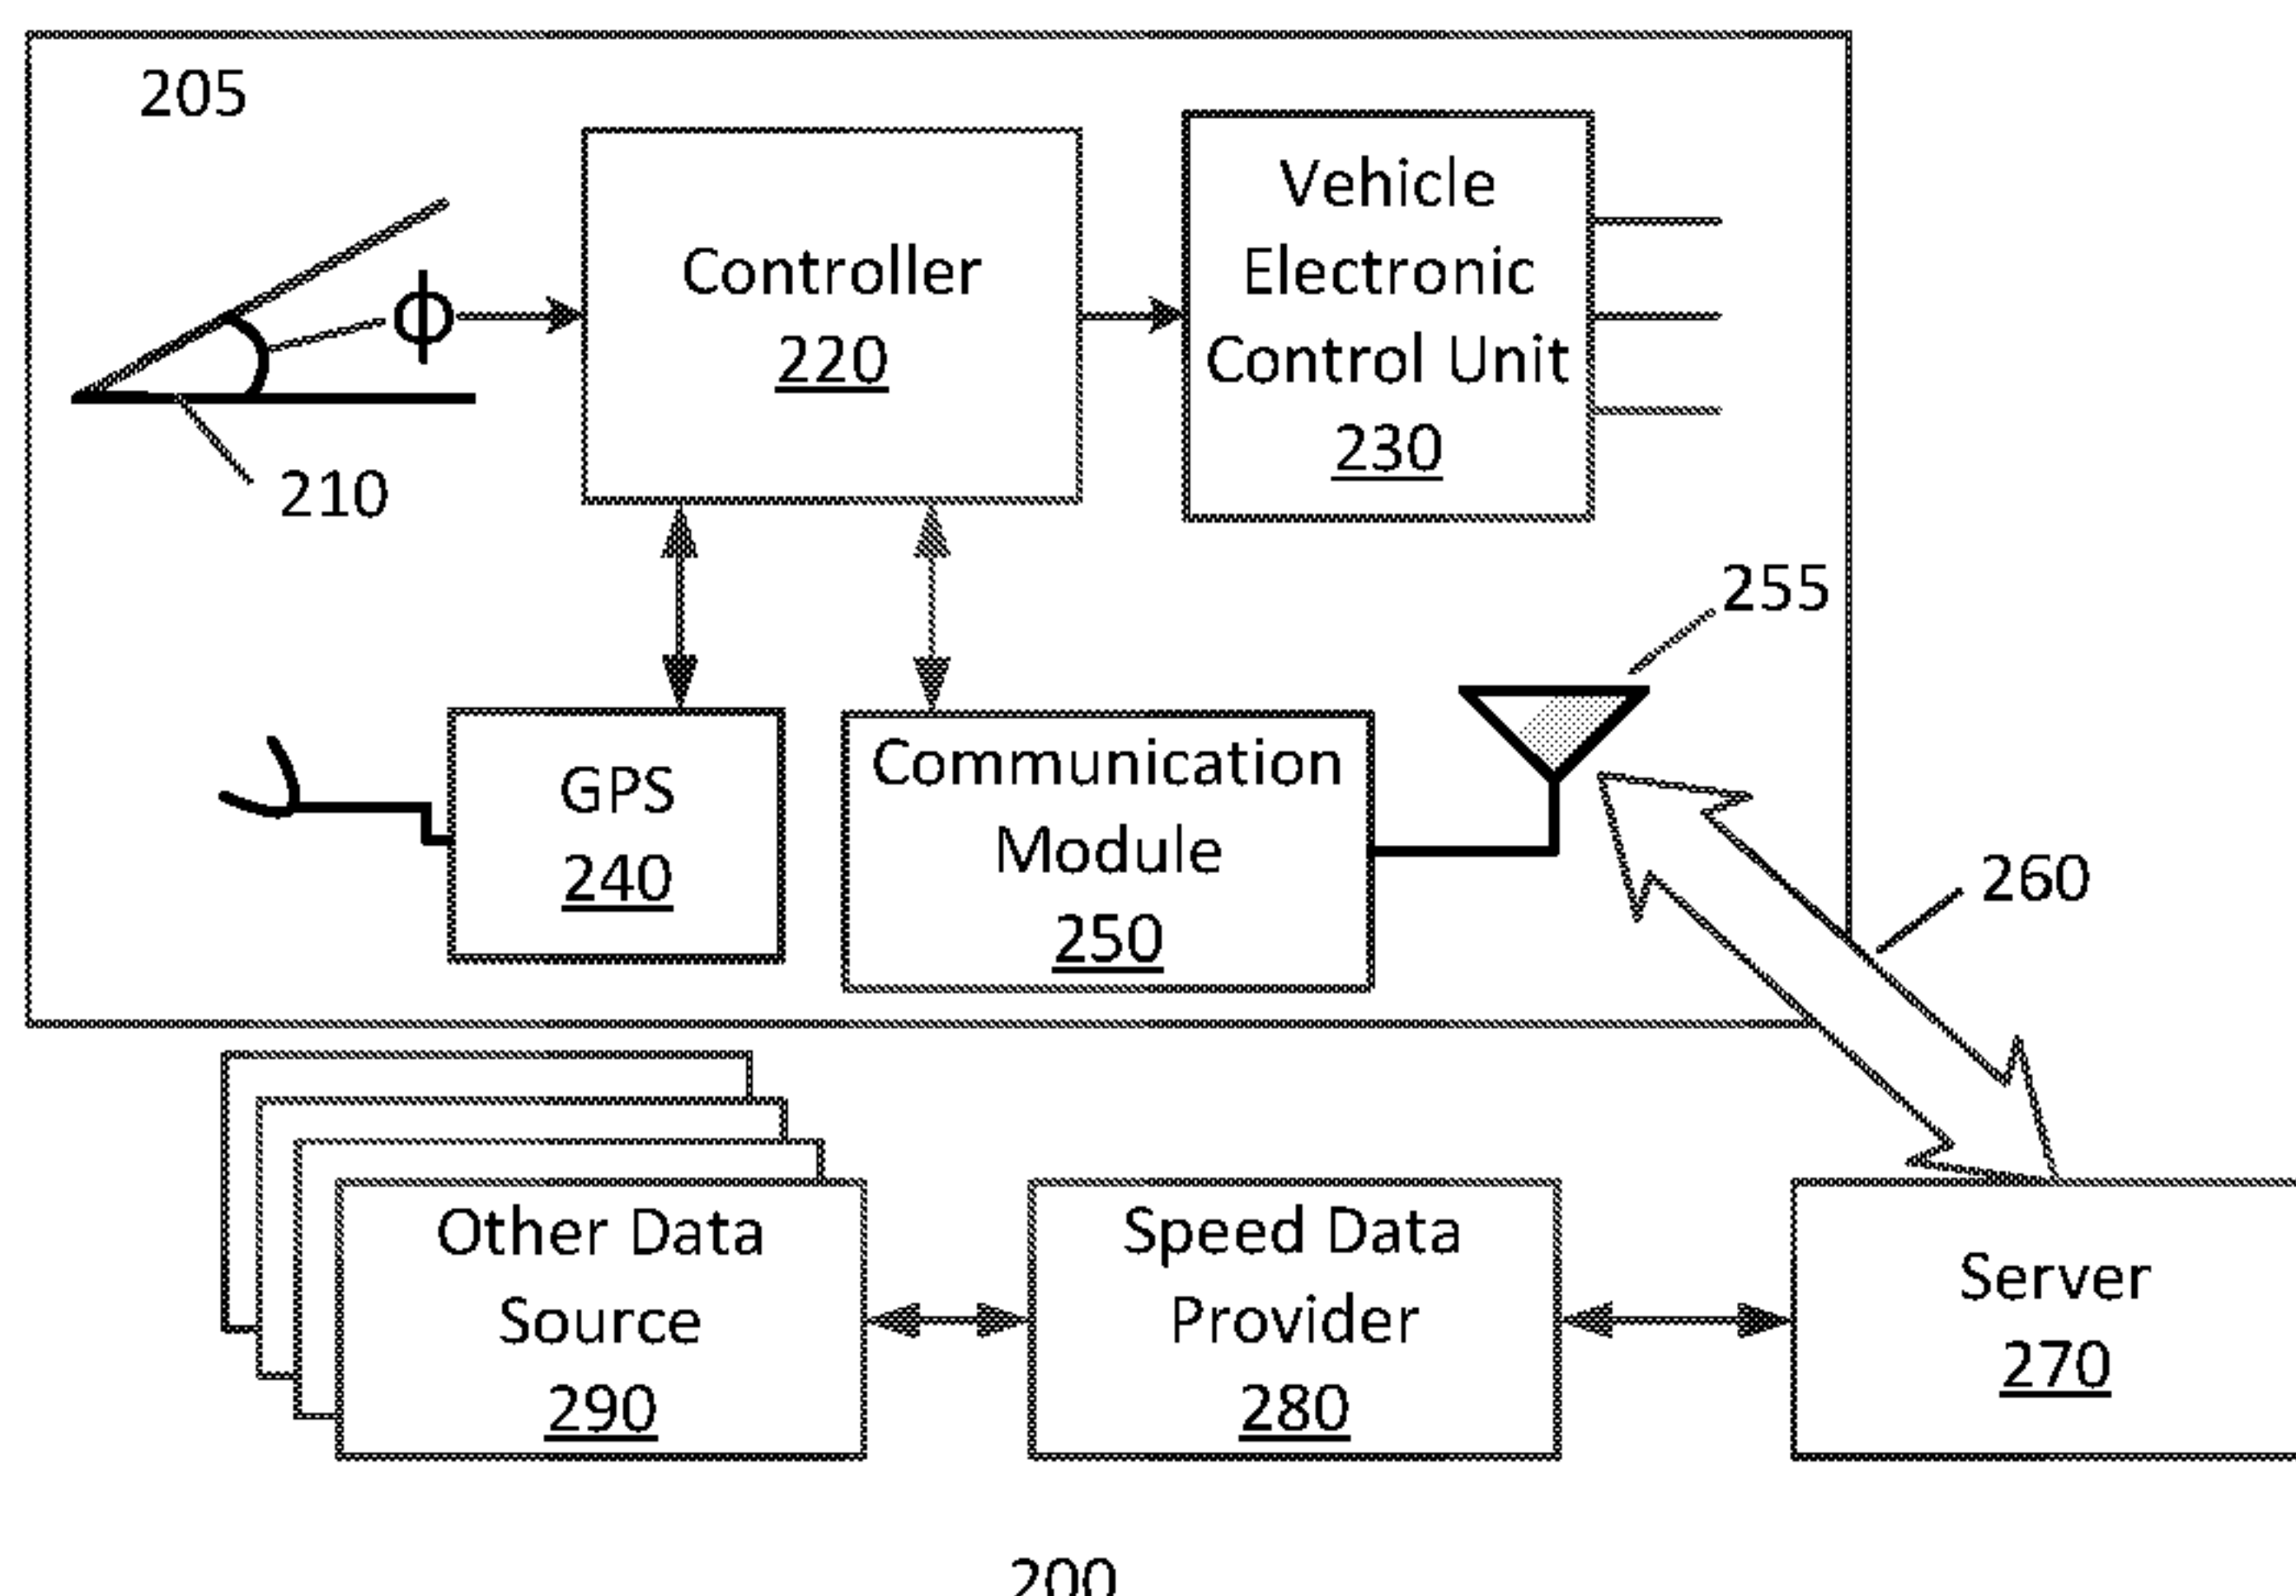 205
ϕ
Controller
220
Vehicle
Electronic
Control Unit
230
210
255
GPS
240
Communication
Module
250
260
Other Data
Source
290
Speed Data
Provider
280
Server
270
200